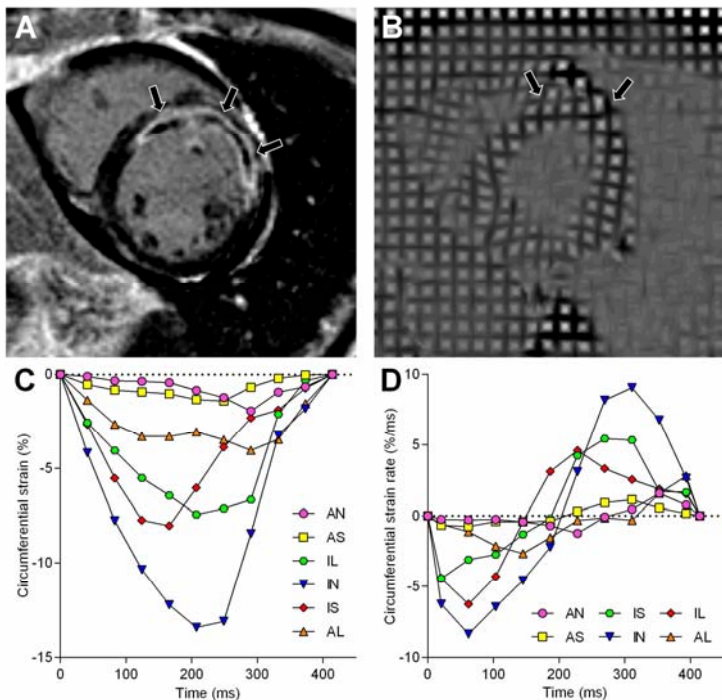 A
B
C
0
-5
-10
-15
Circumferential strain (%)
0 100 200 300 400
Time (ms)
AN
AS
IL
IN
IS
AL
D
10
5
0
-5
-10
Circumferential strain rate (%/ms)
0 100 200 300 400
Time (ms)
AN IS IL
AS IN AL